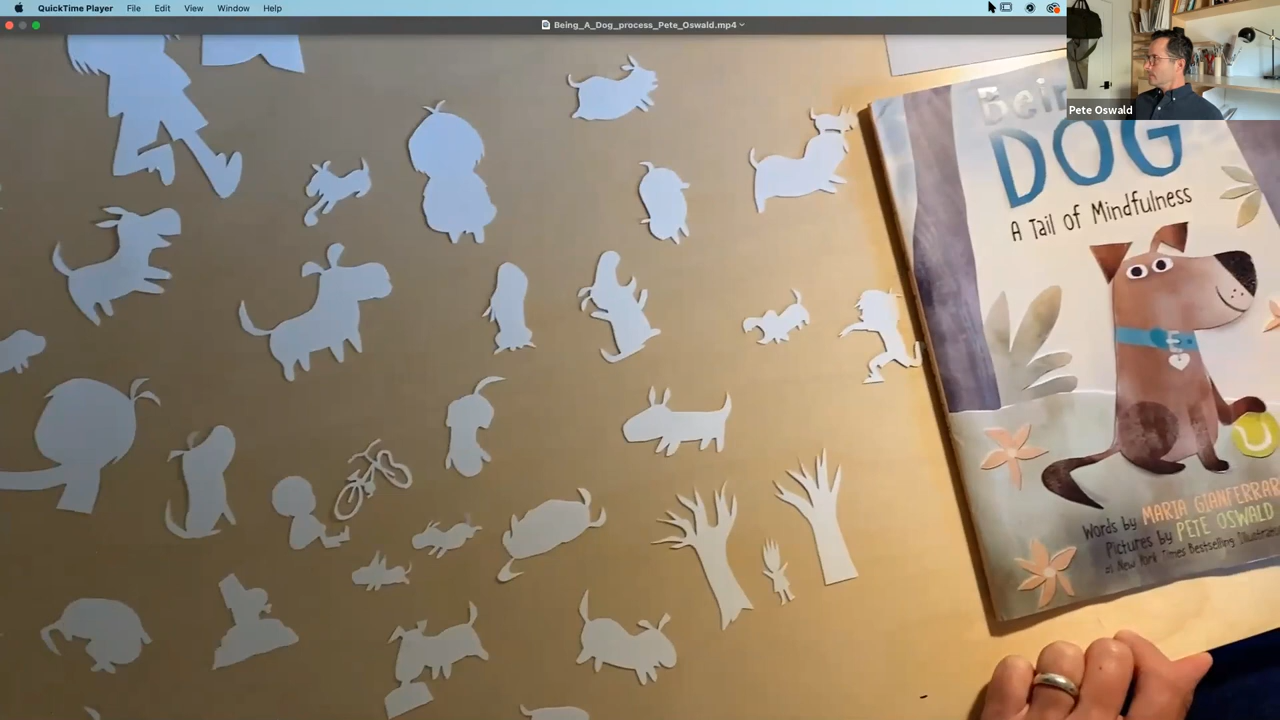 QuickTime Player File Edit View Window Help
Being_A_Dog_process_Pete_Oswald.mp4
Pete Oswald
DOG
A Tail of Mindfulness
Words by MARIA
Pictures by PETE OSWALD
#1 New York Times Bestselling